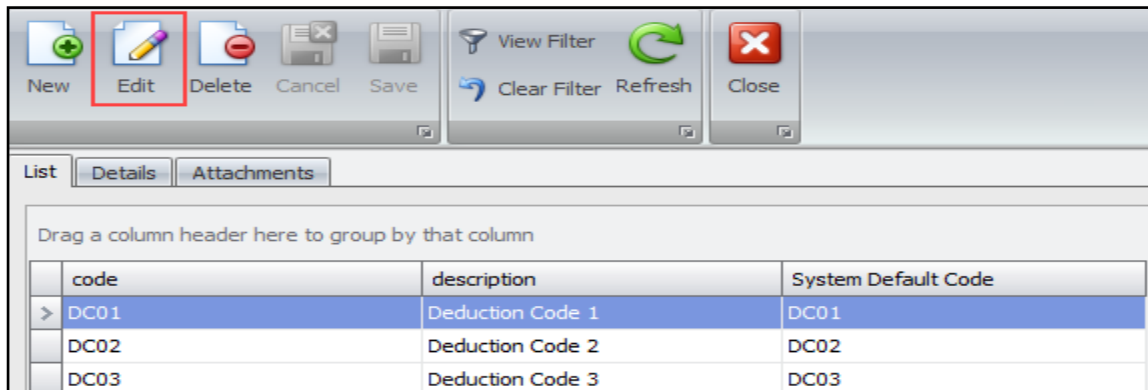 View Filter
New Edit Delete Cancel Save Clear Filter Refresh Close
List Details Attachments
Drag a column header here to group by that column
code description System Default Code
> DC01 Deduction Code 1 DC01
DC02 Deduction Code 2 DC02
DC03 Deduction Code 3 DC03